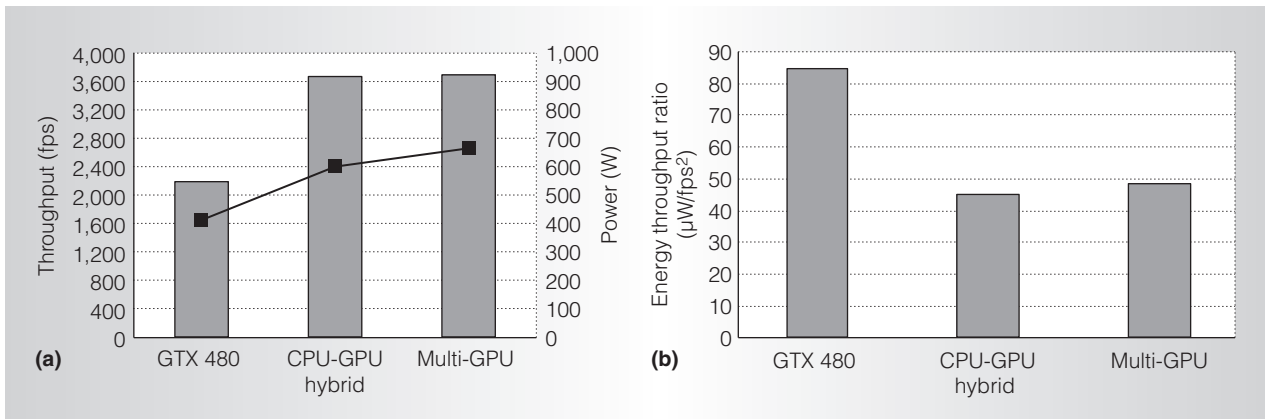 Throughput (fps)
4,000
3,600
3,200
2,800
2,400
2,000
1,600
1,200
800
400
0
1,000
900
800
700
600
500
400
300
200
100
0
Power (W)
GTX 480
CPU-GPU
hybrid
Multi-GPU
(a)
Energy throughput ratio
(µW/fps²)
90
80
70
60
50
40
30
20
10
0
GTX 480
CPU-GPU
hybrid
Multi-GPU
(b)